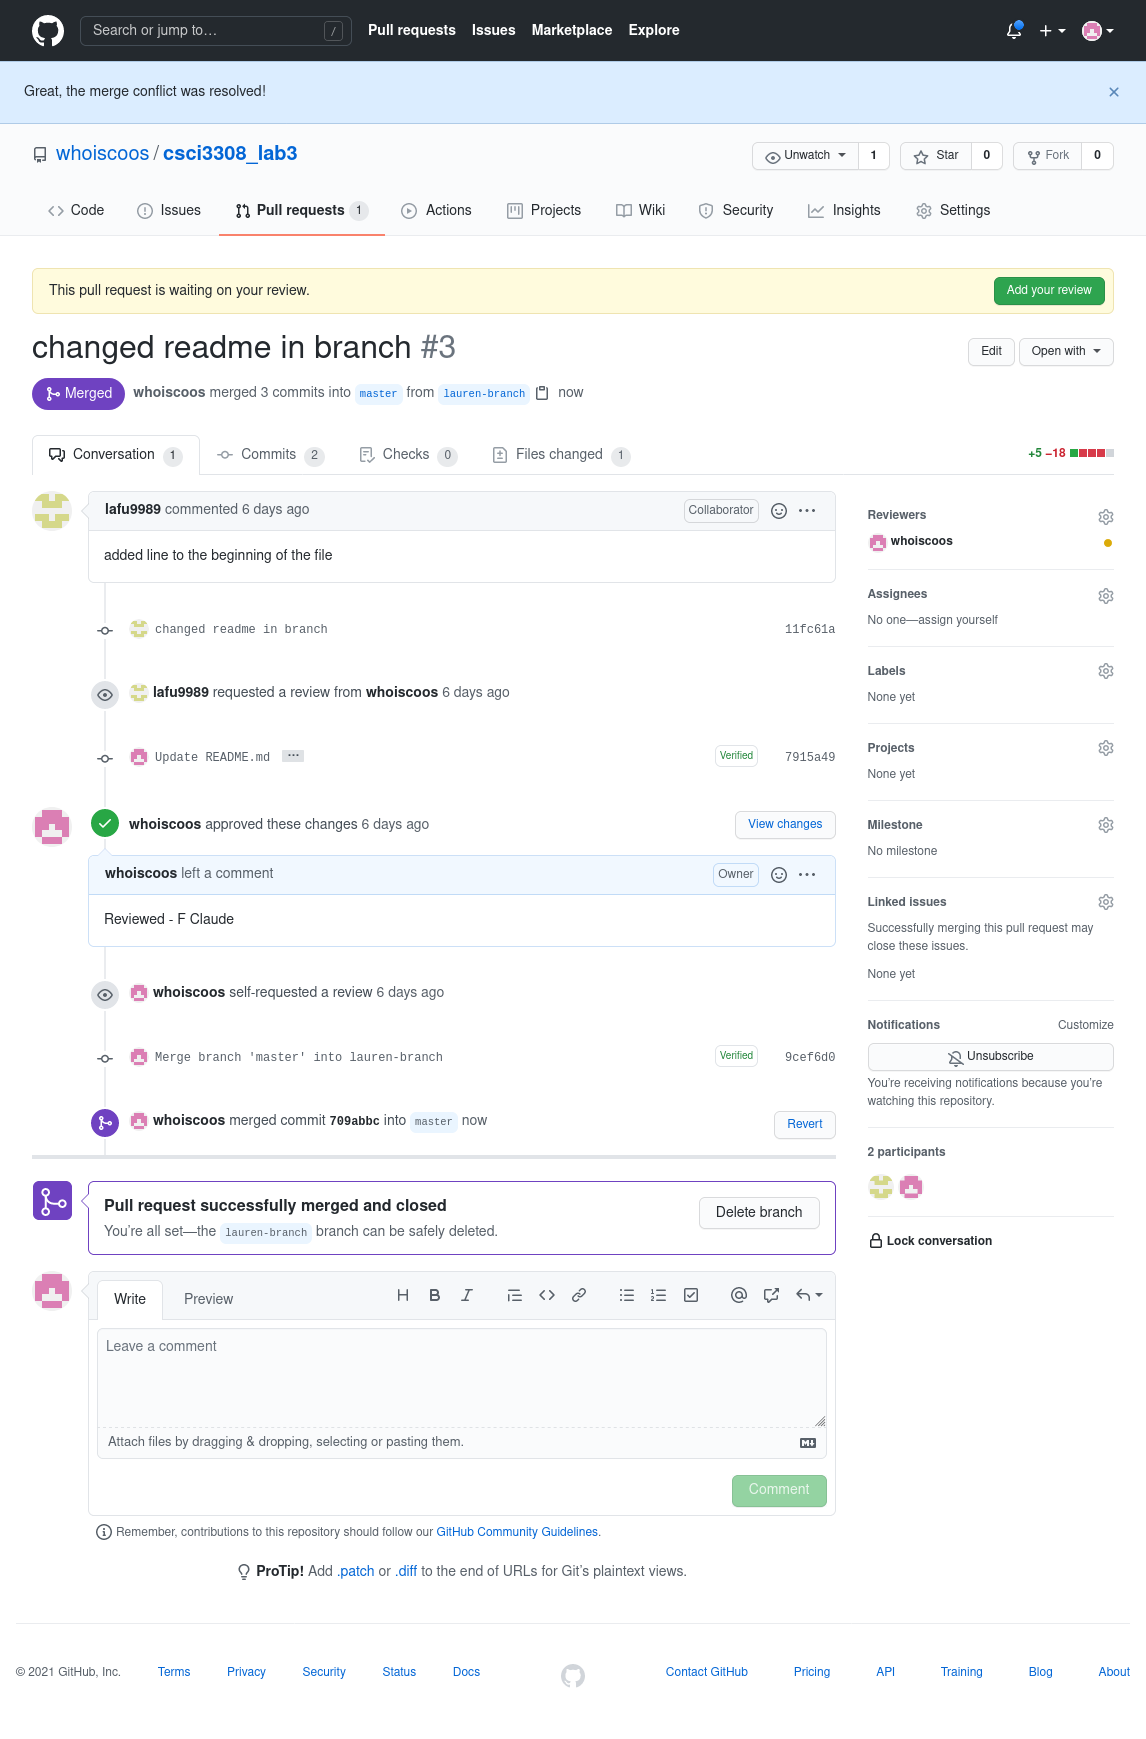 Search or jump to… / Pull requests Issues Marketplace Explore
Great, the merge conflict was resolved!
whoiscoos / csci3308_lab3 Unwatch 1 Star 0 Fork 0
Code Issues Pull requests 1 Actions Projects Wiki Security Insights Settings
This pull request is waiting on your review. Add your review
changed readme in branch #3 Edit Open with
Merged whoiscoos merged 3 commits into master from lauren-branch now
Conversation 1 Commits 2 Checks 0 Files changed 1 +5 −18
lafu9989 commented 6 days ago Collaborator
added line to the beginning of the file
changed readme in branch 11fc61a
lafu9989 requested a review from whoiscoos 6 days ago
Update README.md … Verified 7915a49
whoiscoos approved these changes 6 days ago View changes
whoiscoos left a comment Owner
Reviewed - F Claude
whoiscoos self-requested a review 6 days ago
Merge branch 'master' into lauren-branch Verified 9cef6d0
whoiscoos merged commit 709abbc into master now Revert
Pull request successfully merged and closed
You're all set—the lauren-branch branch can be safely deleted. Delete branch
Write Preview
Leave a comment
Attach files by dragging & dropping, selecting or pasting them.
Comment
Remember, contributions to this repository should follow our GitHub Community Guidelines.
ProTip! Add .patch or .diff to the end of URLs for Git's plaintext views.
Reviewers
whoiscoos
Assignees
No one—assign yourself
Labels
None yet
Projects
None yet
Milestone
No milestone
Linked issues
Successfully merging this pull request may
close these issues.
None yet
Notifications Customize
Unsubscribe
You're receiving notifications because you're
watching this repository.
2 participants
Lock conversation
© 2021 GitHub, Inc. Terms Privacy Security Status Docs Contact GitHub Pricing API Training Blog About